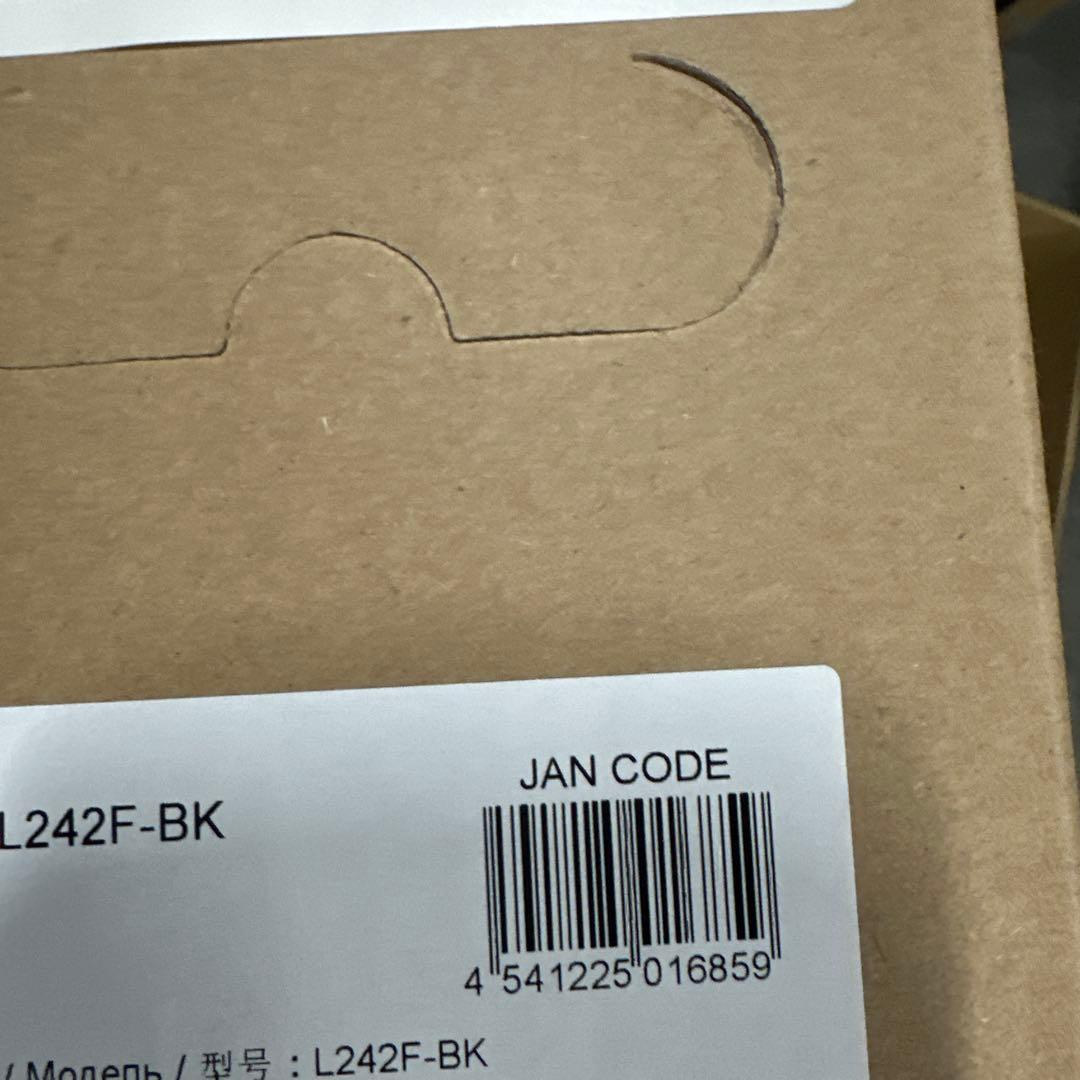 JAN CODE
L242F-BK
4 541225 016859
/ Модель / 型号 : L242F-BK